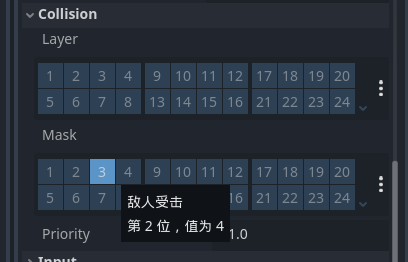 Collision
Layer
1 2 3 4 9 10 11 12 17 18 19 20
5 6 7 8 13 14 15 16 21 22 23 24
Mask
1 2 3 4 9 10 11 12 17 18 19 20
5 6 7 16 21 22 23 24
敌人受击
第 2 位，值为 4
Priority 1.0
Input